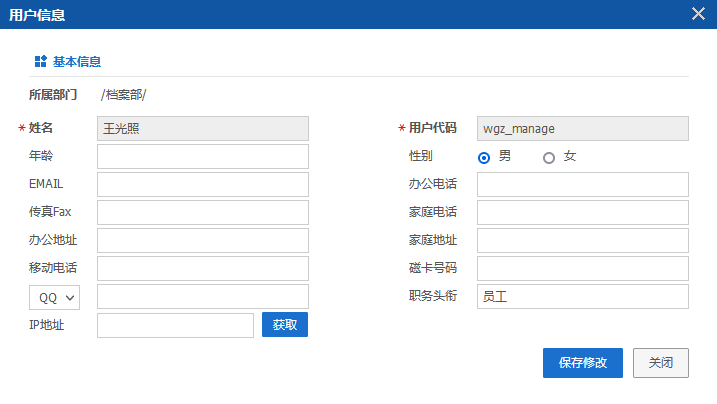 用户信息
基本信息
所属部门 /档案部/
* 姓名 王光照 * 用户代码 wgz_manage
年龄 性别 男 女
EMAIL 办公电话
传真Fax 家庭电话
办公地址 家庭地址
移动电话 磁卡号码
QQ 职务头衔 员工
IP地址 获取
保存修改 关闭